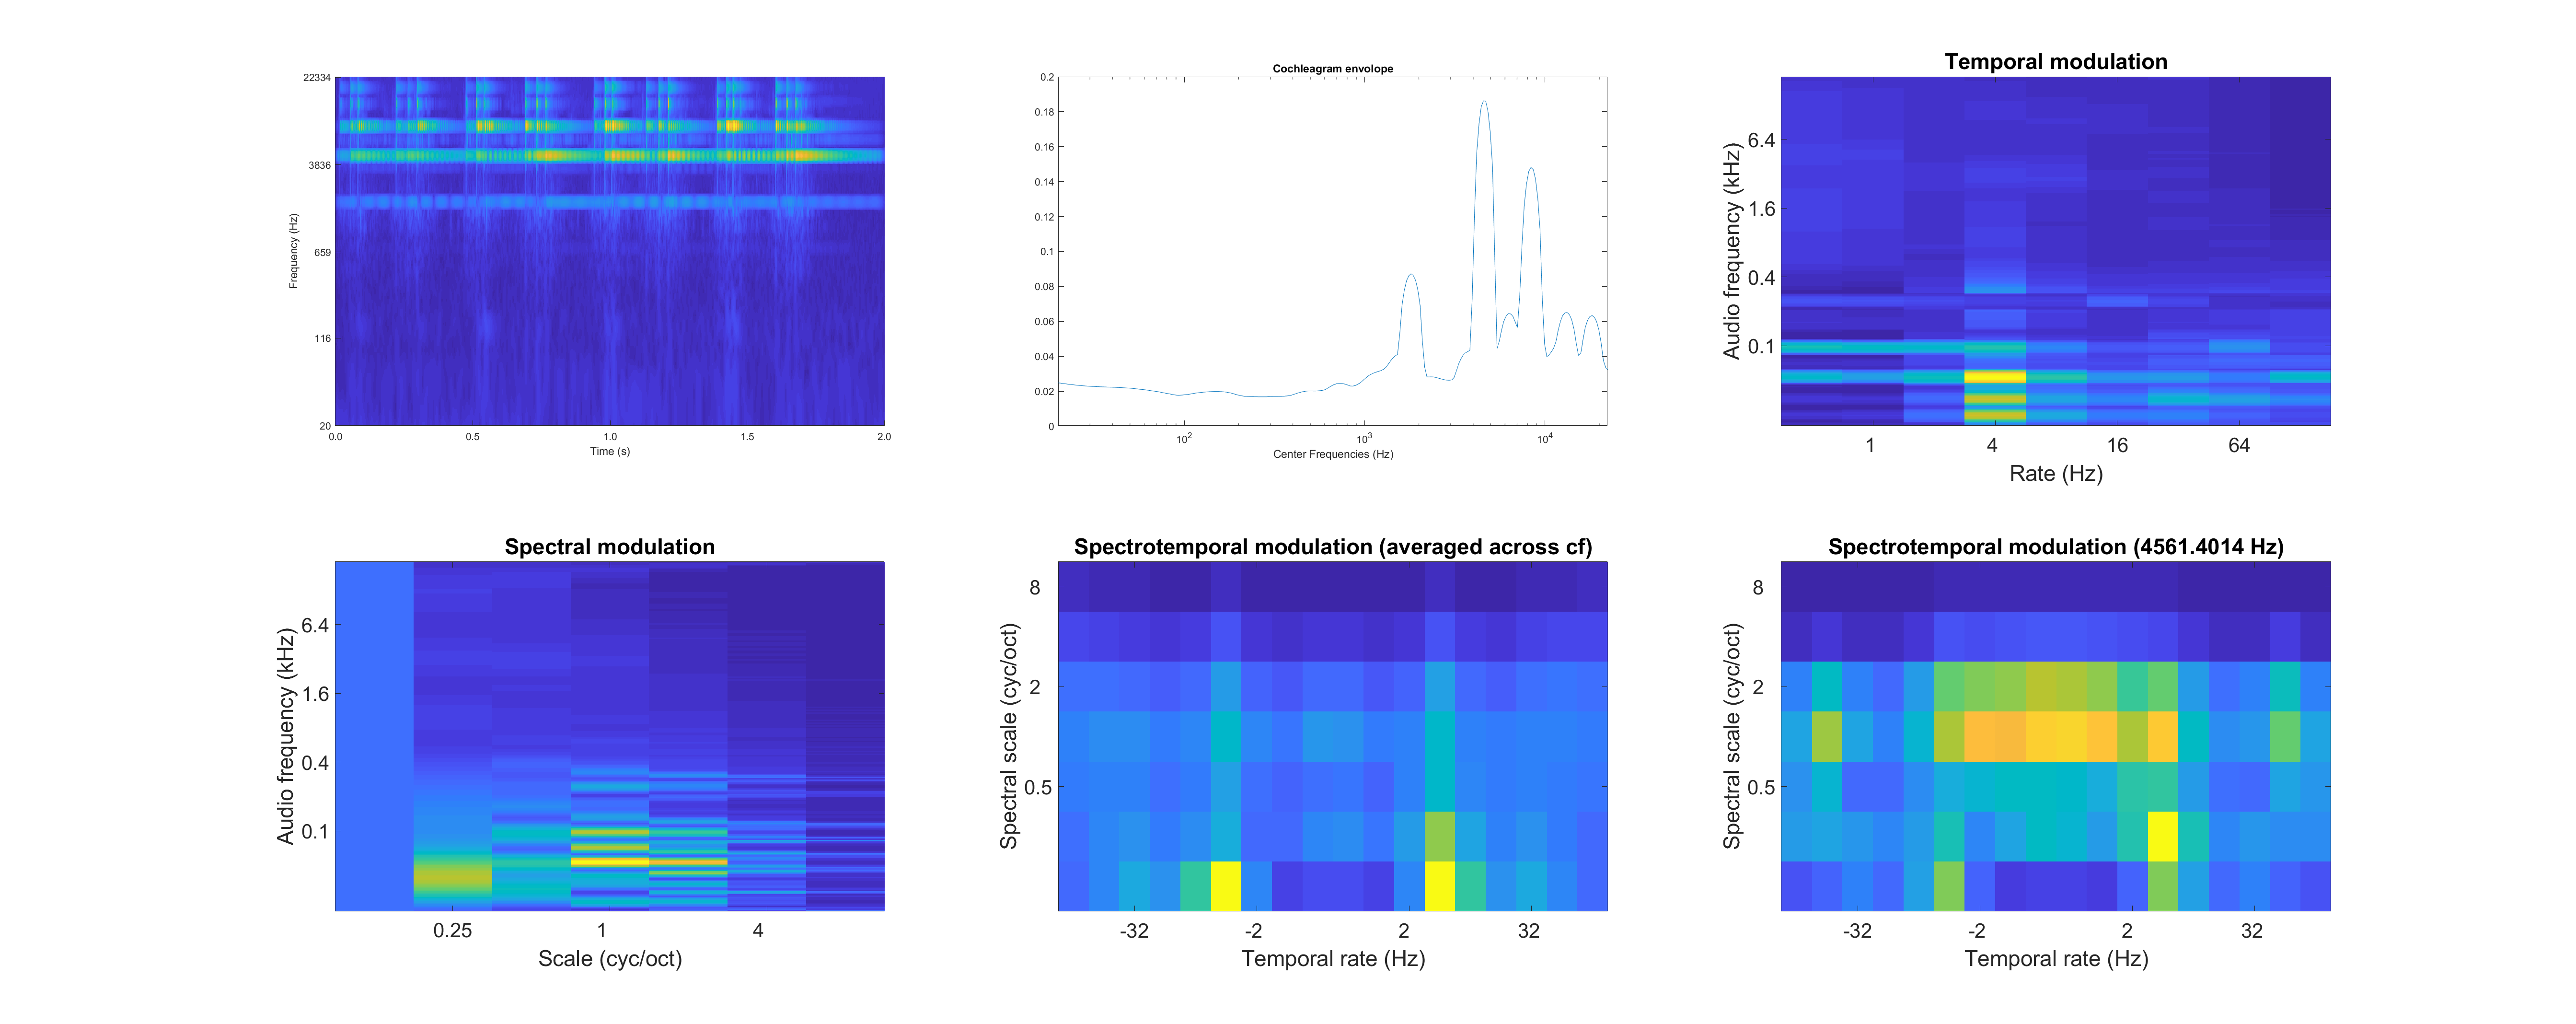 22334
3836
659
116
20
Frequency (Hz)
0.0 0.5 1.0 1.5 2.0
Time (s)
Cochleagram envolope
0.2
0.18
0.16
0.14
0.12
0.1
0.08
0.06
0.04
0.02
0
10^2 10^3 10^4
Center Frequencies (Hz)
Temporal modulation
Audio frequency (kHz)
6.4
1.6
0.4
0.1
1 4 16 64
Rate (Hz)
Spectral modulation
Audio frequency (kHz)
6.4
1.6
0.4
0.1
0.25 1 4
Scale (cyc/oct)
Spectrotemporal modulation (averaged across cf)
Spectral scale (cyc/oct)
8
2
0.5
-32 -2 2 32
Temporal rate (Hz)
Spectrotemporal modulation (4561.4014 Hz)
Spectral scale (cyc/oct)
8
2
0.5
-32 -2 2 32
Temporal rate (Hz)